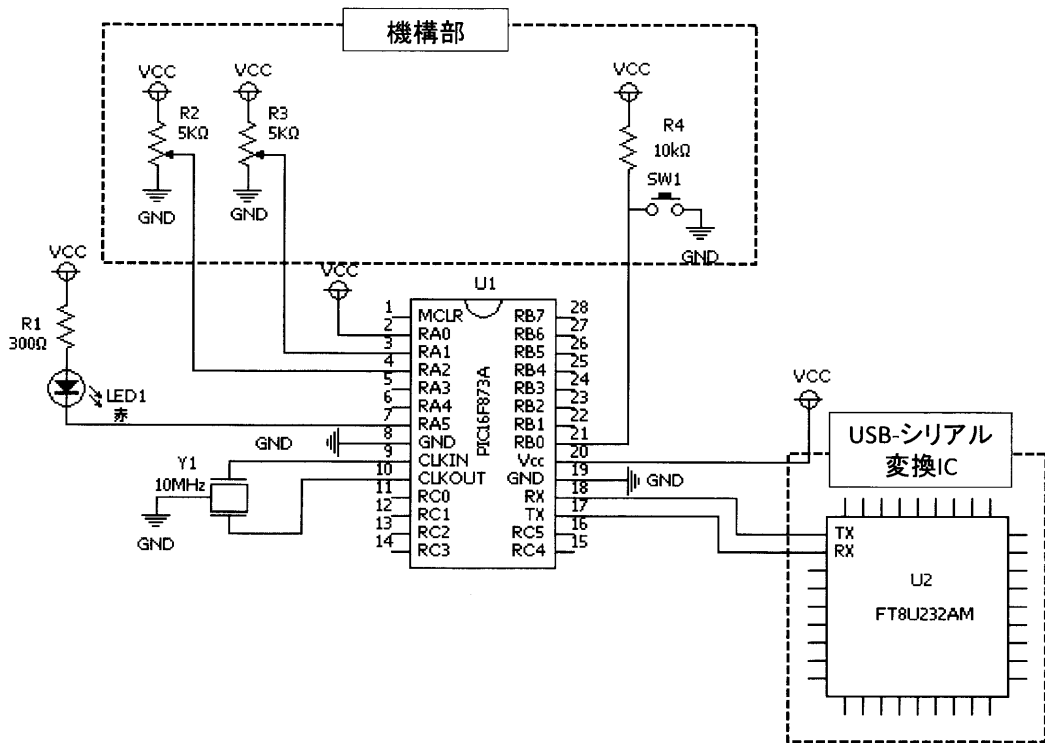 機構部
VCC
R2
5KΩ
GND
VCC
R3
5KΩ
GND
VCC
R4
10kΩ
SW1
GND
VCC
R1
300Ω
LED1
赤
VCC
U1
PIC16F873A
1 MCLR
2 RA0
3 RA1
4 RA2
5 RA3
6 RA4
7 RA5
8 GND
9 CLKIN
10 CLKOUT
11 RC0
12 RC1
13 RC2
14 RC3
RB7 28
RB6 27
RB5 26
RB4 25
RB3 24
RB2 23
RB1 22
RB0 21
Vcc 20
GND 19
RX 18
TX 17
RC5 16
RC4 15
GND
Y1
10MHz
GND
GND
VCC
USB-シリアル
変換IC
TX
RX
U2
FT8U232AM